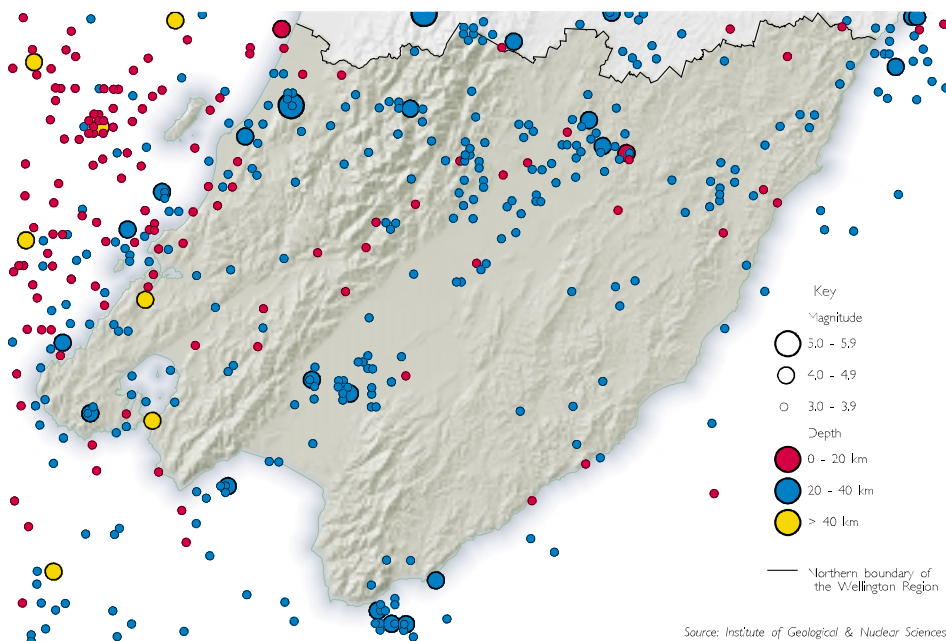 Key
Magnitude
5.0 - 5.9
4.0 - 4.9
3.0 - 3.9
Depth
0 - 20 km
20 - 40 km
> 40 km
Northern boundary of
the Wellington Region
Source: Institute of Geological & Nuclear Sciences